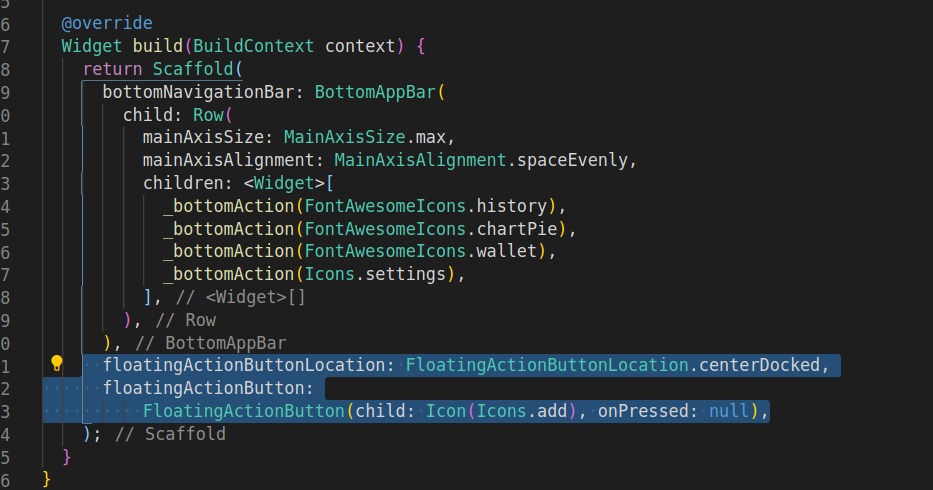 5
6 @override
7 Widget build(BuildContext context) {
8 return Scaffold(
9 bottomNavigationBar: BottomAppBar(
0 child: Row(
1 mainAxisSize: MainAxisSize.max,
2 mainAxisAlignment: MainAxisAlignment.spaceEvenly,
3 children: <Widget>[
4 _bottomAction(FontAwesomeIcons.history),
5 _bottomAction(FontAwesomeIcons.chartPie),
6 _bottomAction(FontAwesomeIcons.wallet),
7 _bottomAction(Icons.settings),
8 ], // <Widget>[]
9 ), // Row
0 ), // BottomAppBar
1 floatingActionButtonLocation: FloatingActionButtonLocation.centerDocked,
2 floatingActionButton:
3 FloatingActionButton(child: Icon(Icons.add), onPressed: null),
4 ); // Scaffold
5 }
6 }